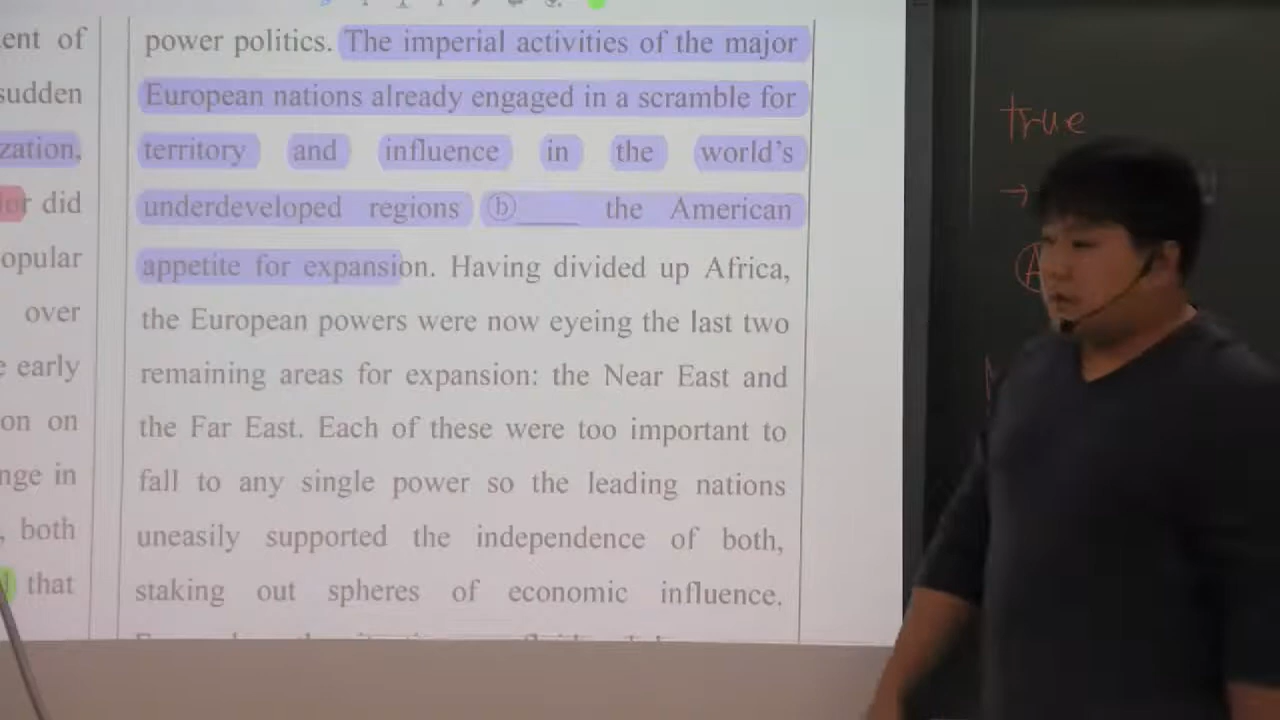 ent of
sudden
zation,
or did
opular
over
early
on on
nge in
, both
that
power politics. The imperial activities of the major
European nations already engaged in a scramble for
territory and influence in the world's
underdeveloped regions ⓑ____ the American
appetite for expansion. Having divided up Africa,
the European powers were now eyeing the last two
remaining areas for expansion: the Near East and
the Far East. Each of these were too important to
fall to any single power so the leading nations
uneasily supported the independence of both,
staking out spheres of economic influence.
true
→